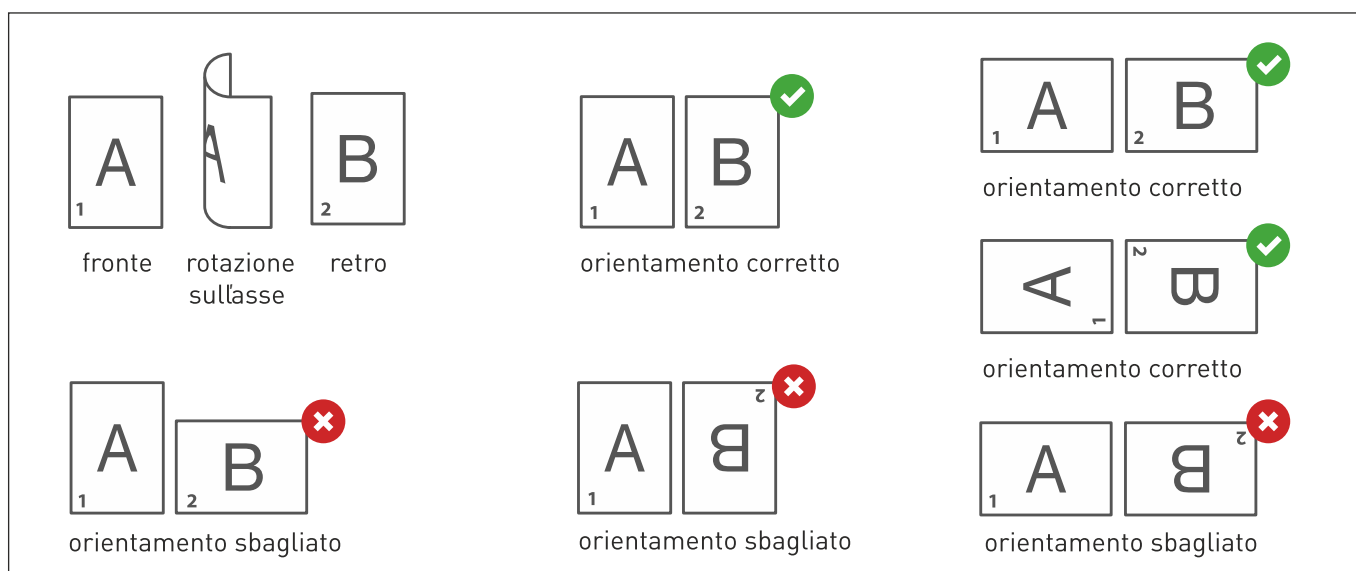 A
1
A
B
2
fronte
rotazione
sull'asse
retro
A
1
B
2
orientamento corretto
A
1
B
2
orientamento corretto
A
1
B
2
orientamento corretto
A
1
B
2
orientamento sbagliato
A
1
B
2
orientamento sbagliato
A
1
B
2
orientamento sbagliato